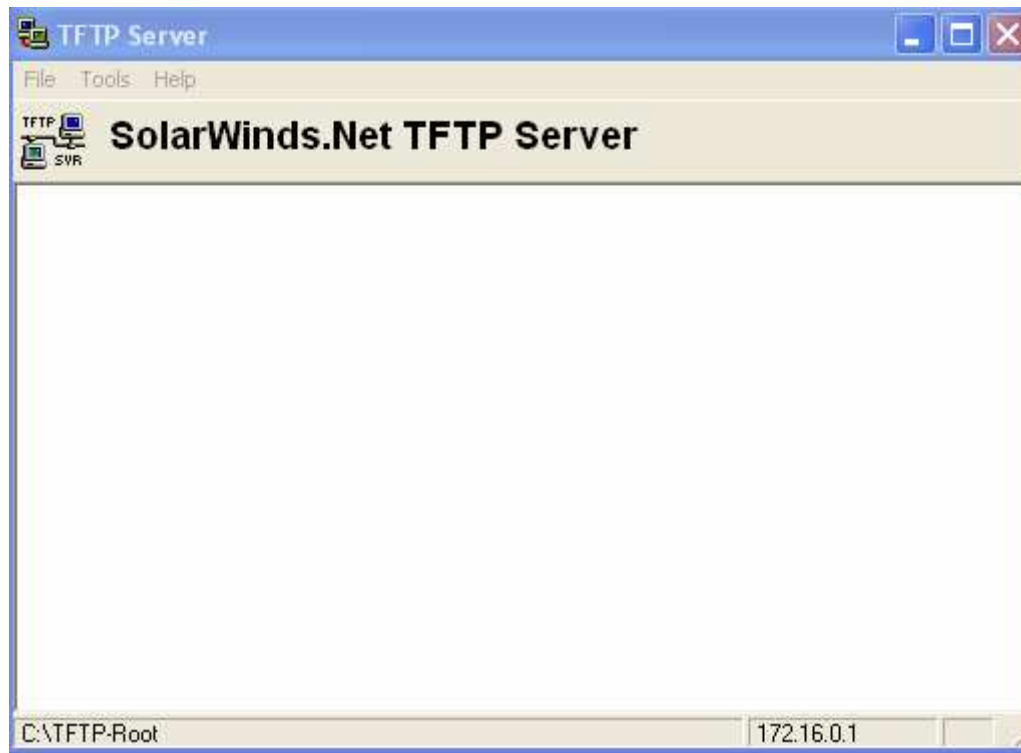 TFTP Server
File Tools Help
TFTP
SVR
SolarWinds.Net TFTP Server
C:\TFTP-Root
172.16.0.1